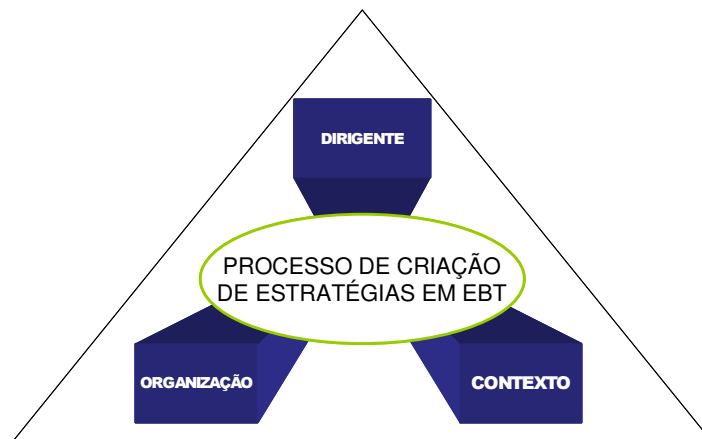 DIRIGENTE
PROCESSO DE CRIAÇÃO
DE ESTRATÉGIAS EM EBT
ORGANIZAÇÃO
CONTEXTO